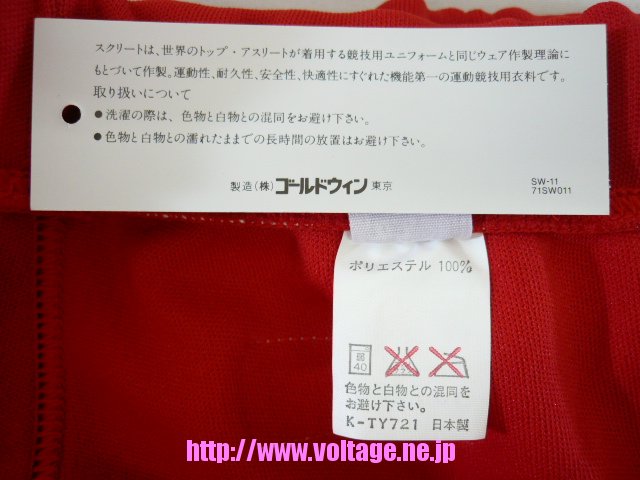 スクリートは、世界のトップ・アスリートが着用する競技用ユニフォームと同じウェア作製理論に
もとづいて作製。運動性、耐久性、安全性、快適性にすぐれた機能第一の運動競技用衣料です。
取り扱いについて
●洗濯の際は、色物と白物との混同をお避け下さい。
●色物と白物との濡れたままでの長時間の放置はお避け下さい。
製造(株)ゴールドウィン 東京
SW-11
71SW011
ポリエステル 100%
弱
40
色物と白物との混同を
お避け下さい。
K-TY721 日本製
http://www.voltage.ne.jp